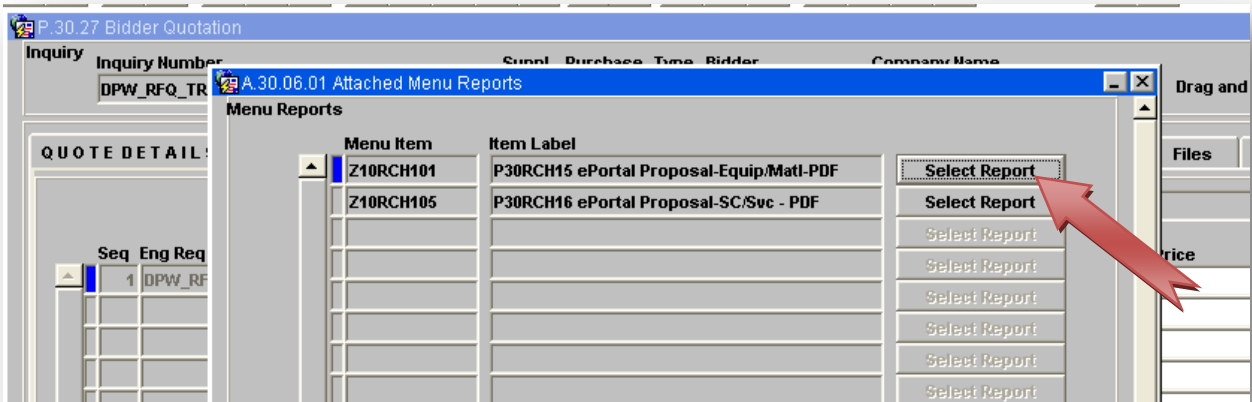 P.30.27 Bidder Quotation
Inquiry
Inquiry Number Suppl Purchase Type Bidder Company Name
DPW_RFQ_TR
Drag and
A.30.06.01 Attached Menu Reports
Menu Reports
Menu Item Item Label
QUOTE DETAIL
Files
Z10RCH101 P30RCH15 ePortal Proposal-Equip/Matl-PDF Select Report
Z10RCH105 P30RCH16 ePortal Proposal-SC/Svc - PDF Select Report
Select Report
Seq Eng Req
rice
Select Report
1 DPW_RF
Select Report
Select Report
Select Report
Select Report